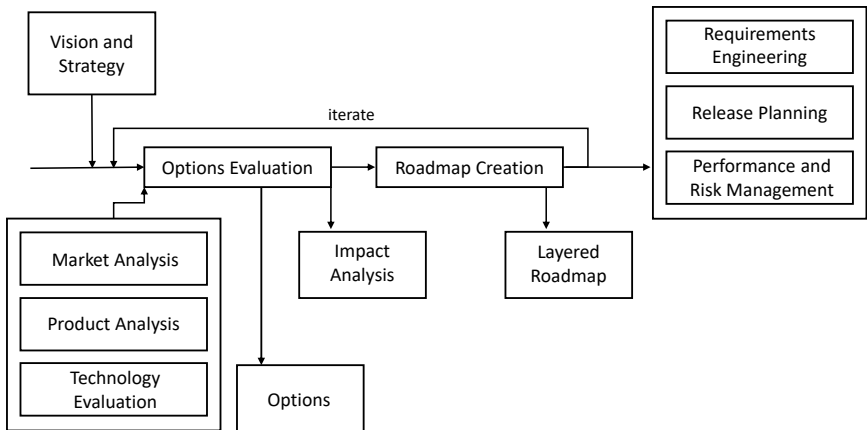 Vision and
Strategy
Requirements
Engineering
Release Planning
Performance and
Risk Management
iterate
Options Evaluation
Roadmap Creation
Impact
Analysis
Layered
Roadmap
Market Analysis
Product Analysis
Technology
Evaluation
Options